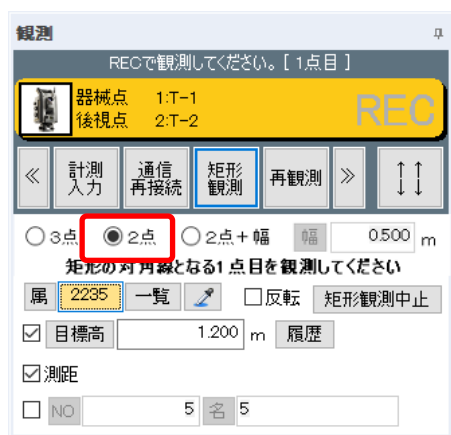 観測
RECで観測してください。[ 1点目 ]
器械点 1:T-1
後視点 2:T-2
REC
« 計測入力 通信再接続 矩形観測 再観測 » ↑↑↓↓
3点 2点 2点+幅 幅 0.500 m
矩形の対角線となる1点目を観測してください
属 2235 一覧 反転 矩形観測中止
目標高 1.200 m 履歴
測距
NO 5 名 5